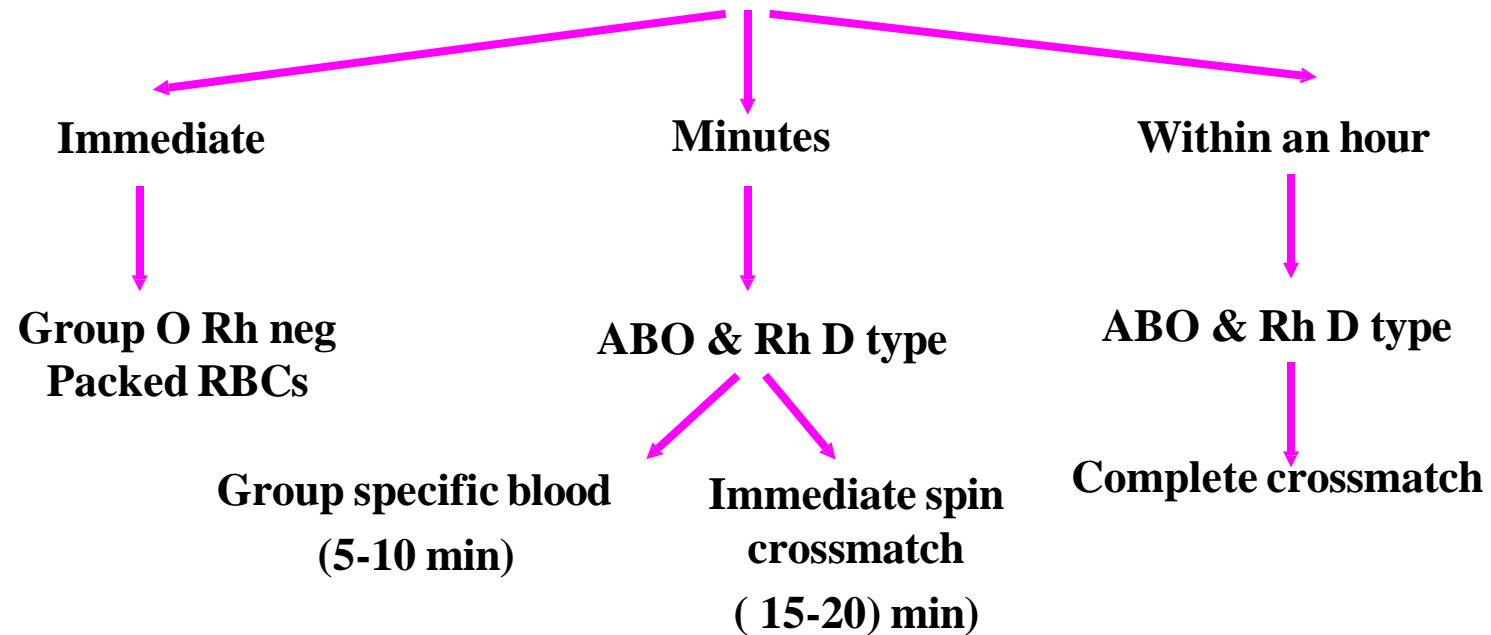 Immediate
Minutes
Within an hour
Group O Rh neg
Packed RBCs
ABO & Rh D type
ABO & Rh D type
Group specific blood
(5-10 min)
Immediate spin
crossmatch
( 15-20) min)
Complete crossmatch